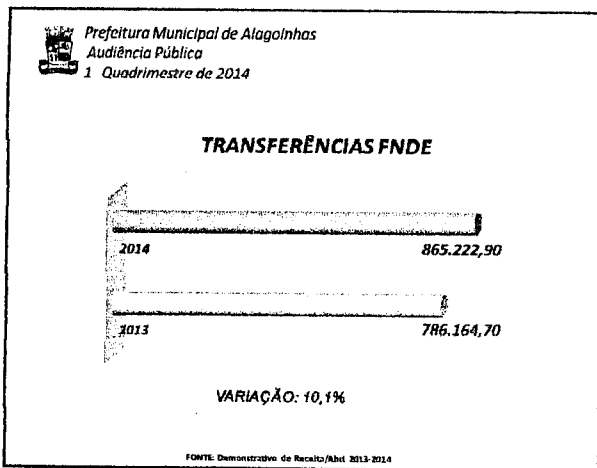 Prefeitura Municipal de Alagoinhas
Audiência Pública
1 Quadrimestre de 2014
TRANSFERÊNCIAS FNDE
2014 865.222,90
2013 786.164,70
VARIAÇÃO: 10,1%
FONTE: Demonstrativo de Receita/Abril 2013-2014